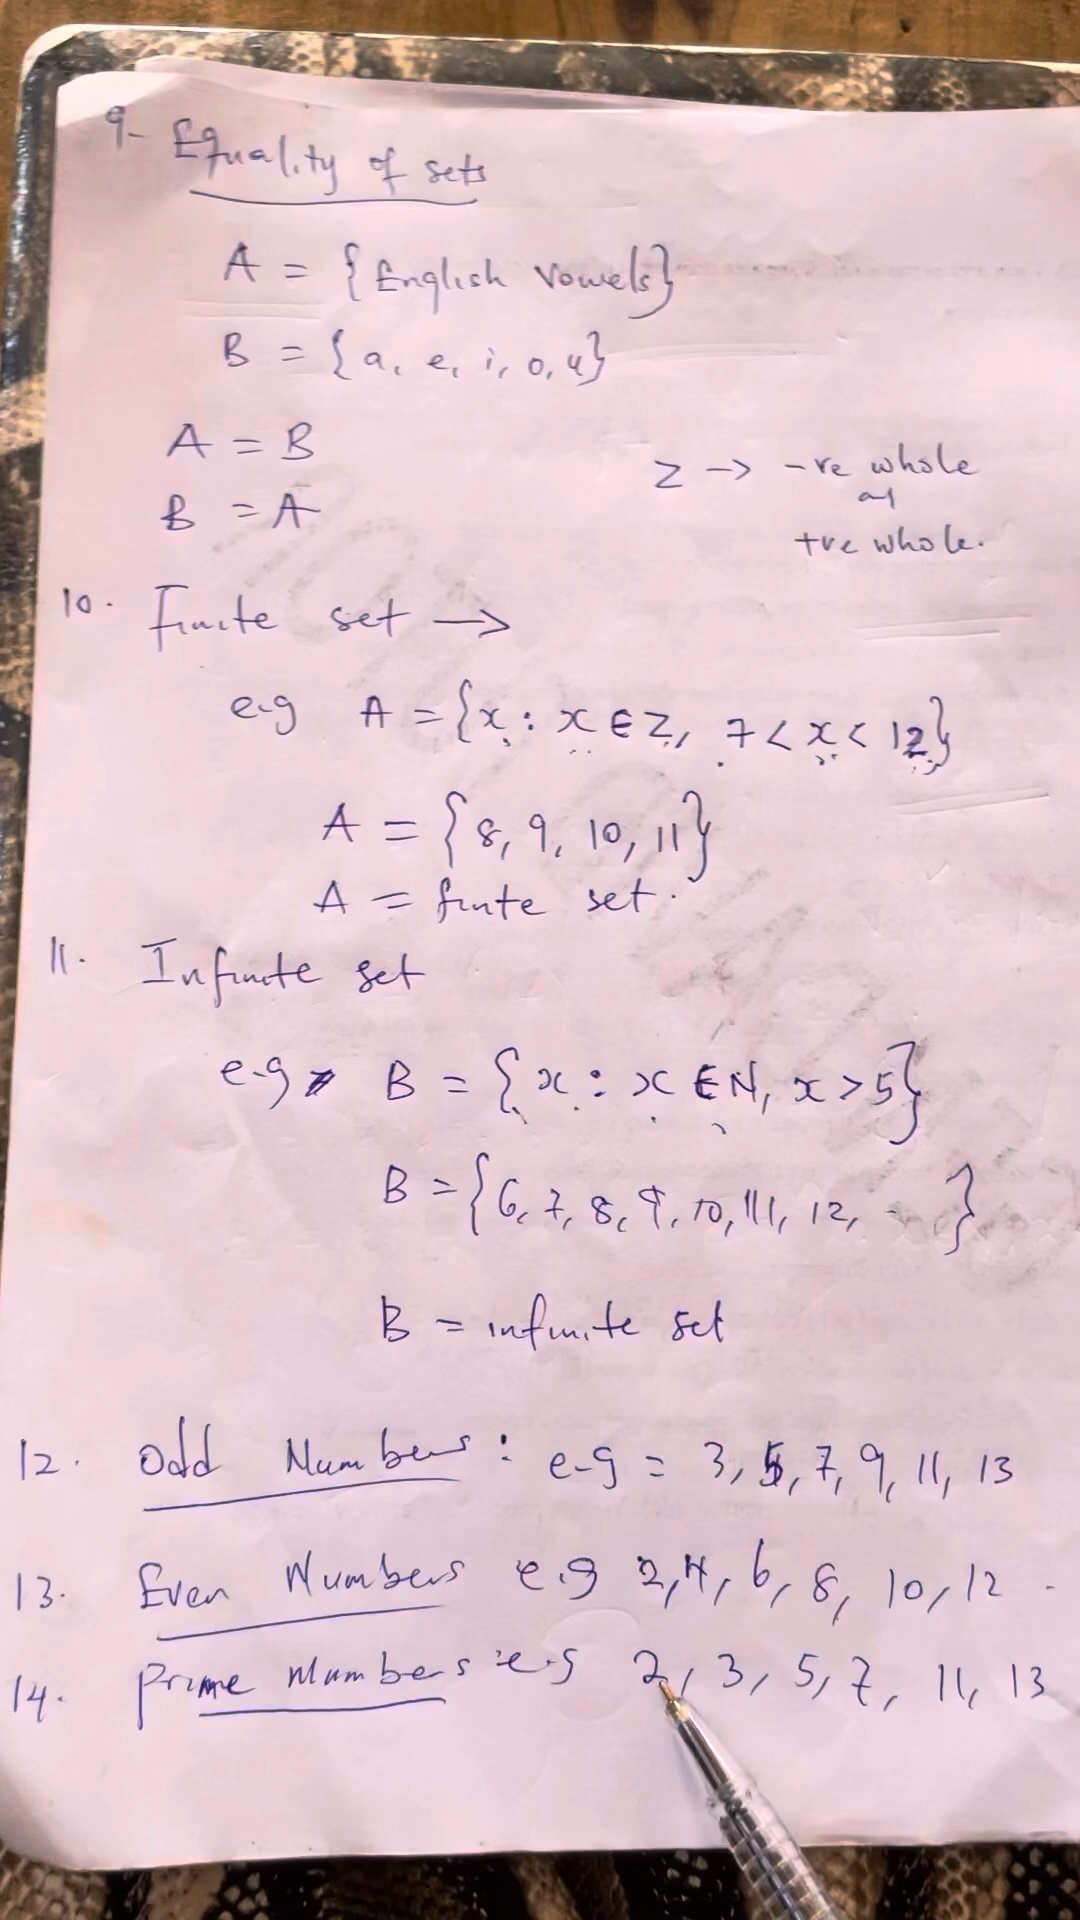 9- Equality of sets
A = {English Vowels}
B = {a, e, i, o, u}
A = B
B = A
Z → -ve whole
and
+ve whole.
10. Finite set →
e.g A = {x : x ∈ Z, 7 < x < 12}
A = {8, 9, 10, 11}
A = finte set.
11. Infinite set
e-g B = {x : x ∈ N, x > 5}
B = {6, 7, 8, 9, 10, 11, 12, - - }
B = infinite set
12. Odd Numbers : e-g = 3, 5, 7, 9, 11, 13
13. Even Numbers e.g 2, 4, 6, 8, 10, 12 -
14. Prime Numbers e-g 2, 3, 5, 7, 11, 13